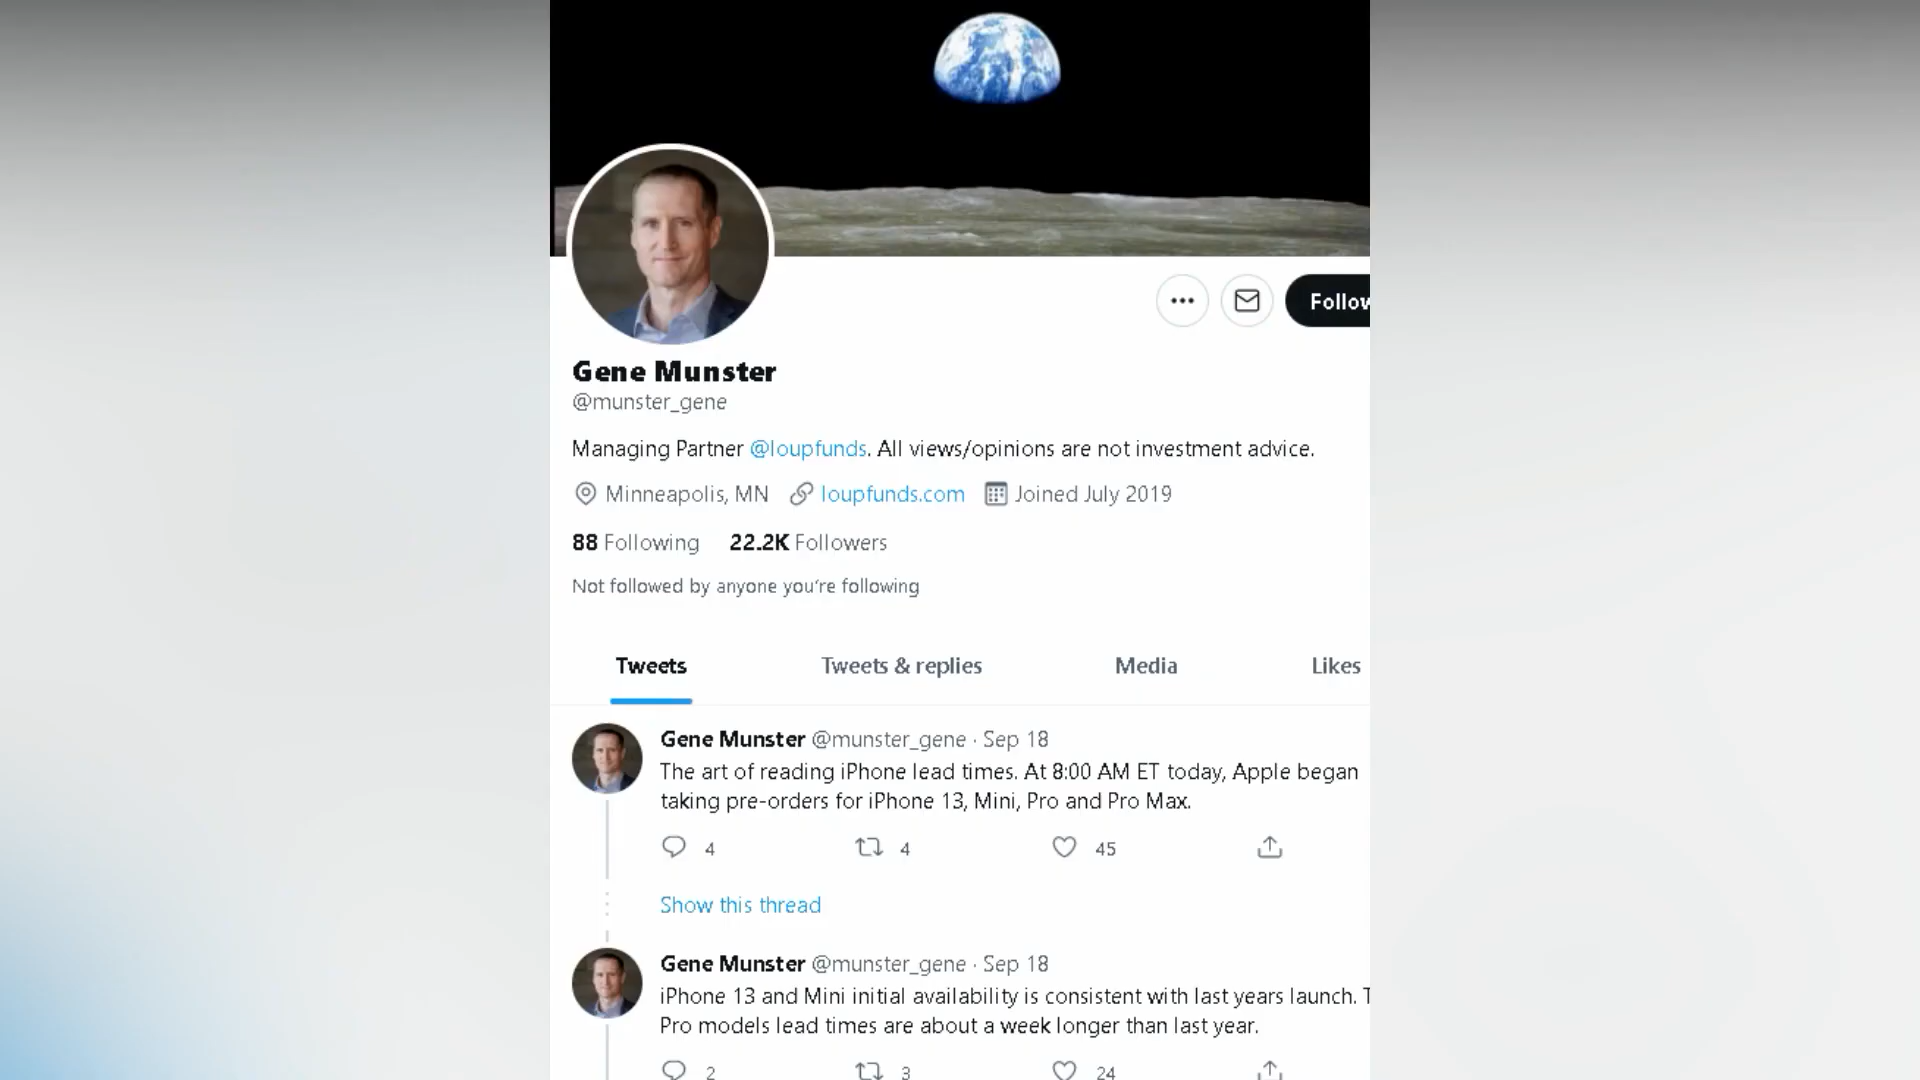 Follow
Gene Munster
@munster_gene
Managing Partner @loupfunds. All views/opinions are not investment advice.
Minneapolis, MN loupfunds.com Joined July 2019
88 Following 22.2K Followers
Not followed by anyone you're following
Tweets Tweets & replies Media Likes
Gene Munster @munster_gene · Sep 18
The art of reading iPhone lead times. At 8:00 AM ET today, Apple began
taking pre-orders for iPhone 13, Mini, Pro and Pro Max.
4 4 45
Show this thread
Gene Munster @munster_gene · Sep 18
iPhone 13 and Mini initial availability is consistent with last years launch.
Pro models lead times are about a week longer than last year.
2 3 24